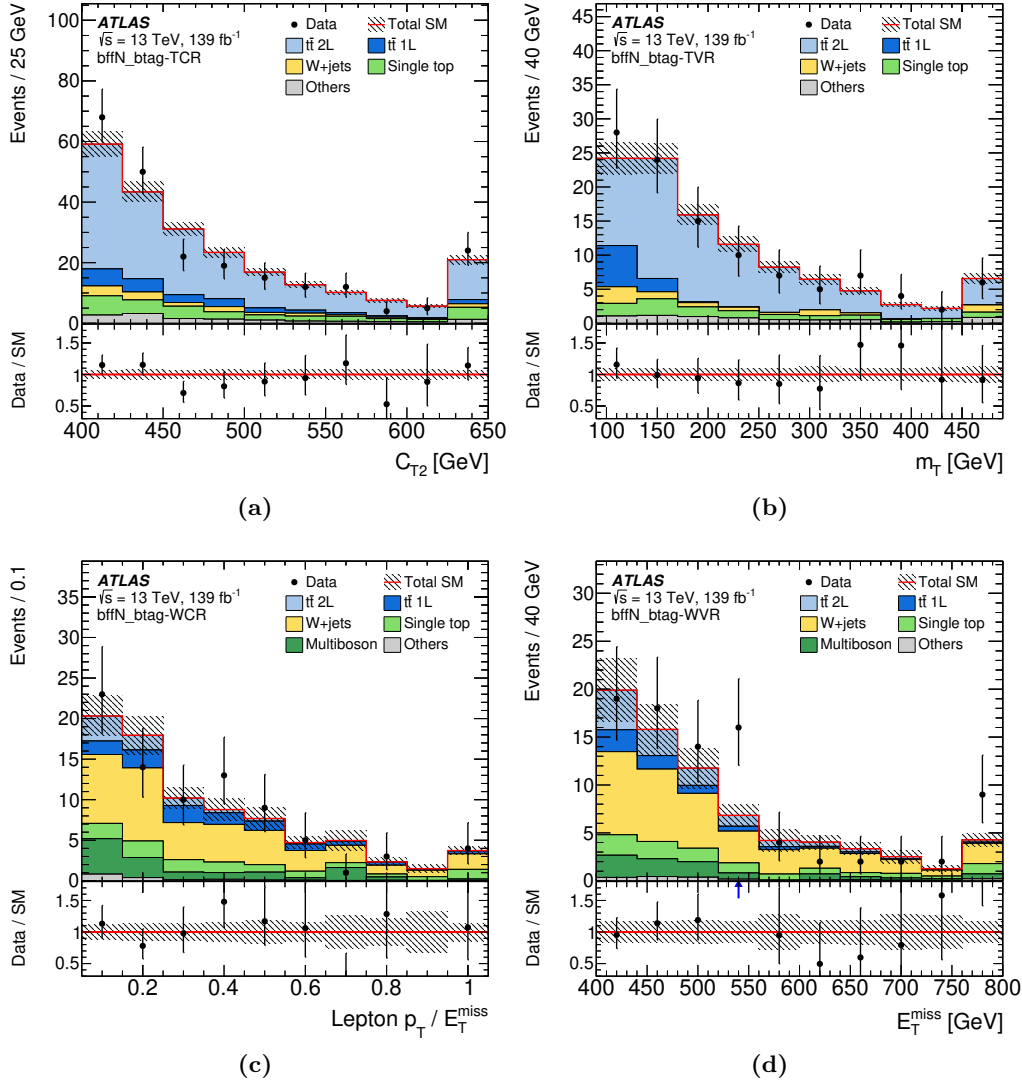 ATLAS
√s = 13 TeV, 139 fb⁻¹
bffN_btag-TCR
Data
Total SM
tt̄ 2L
tt̄ 1L
W+jets
Single top
Others
Events / 25 GeV
100
80
60
40
20
0
Data / SM
1.5
1
0.5
400 450 500 550 600 650
C_T2 [GeV]
(a)
ATLAS
√s = 13 TeV, 139 fb⁻¹
bffN_btag-TVR
Data
Total SM
tt̄ 2L
tt̄ 1L
W+jets
Single top
Others
Events / 40 GeV
45
40
35
30
25
20
15
10
5
0
Data / SM
1.5
1
0.5
100 150 200 250 300 350 400 450
m_T [GeV]
(b)
ATLAS
√s = 13 TeV, 139 fb⁻¹
bffN_btag-WCR
Data
Total SM
tt̄ 2L
tt̄ 1L
W+jets
Single top
Multiboson
Others
Events / 0.1
35
30
25
20
15
10
5
0
Data / SM
1.5
1
0.5
0.2 0.4 0.6 0.8 1
Lepton p_T / E_T^miss
(c)
ATLAS
√s = 13 TeV, 139 fb⁻¹
bffN_btag-WVR
Data
Total SM
tt̄ 2L
tt̄ 1L
W+jets
Single top
Multiboson
Others
Events / 40 GeV
30
25
20
15
10
5
0
Data / SM
1.5
1
0.5
400 450 500 550 600 650 700 750 800
E_T^miss [GeV]
(d)